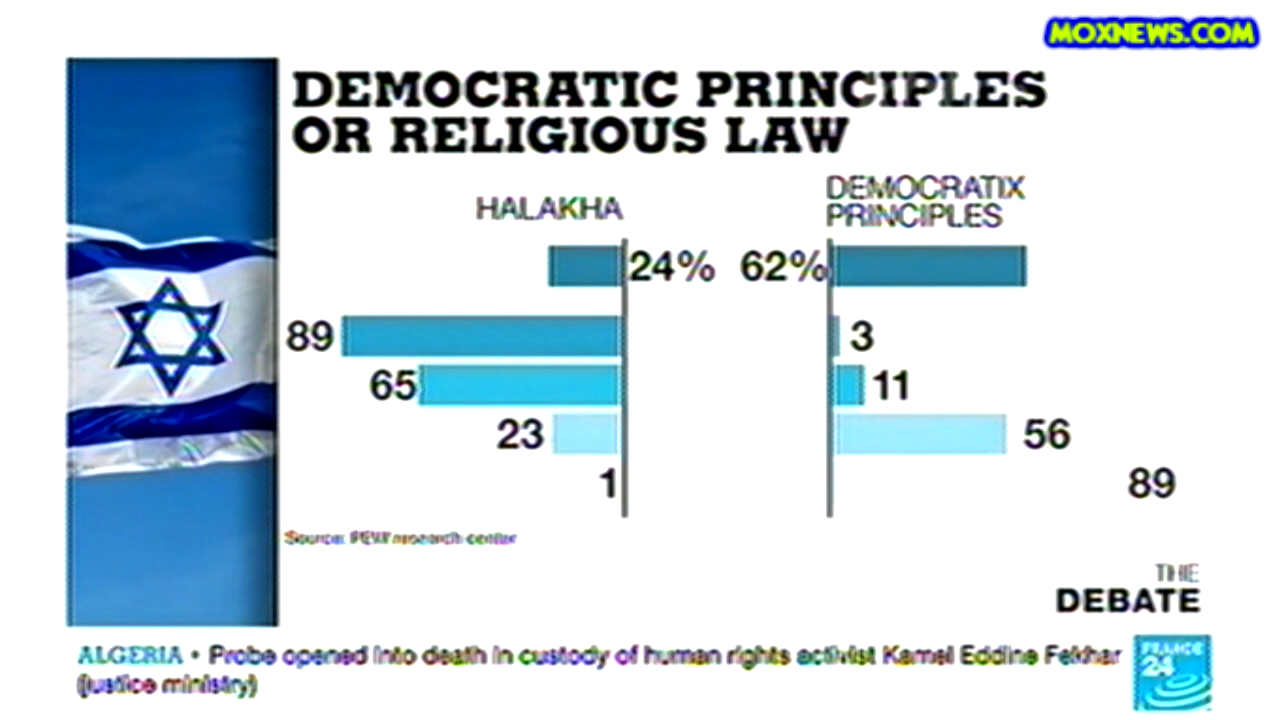 MOXNEWS.COM
DEMOCRATIC PRINCIPLES
OR RELIGIOUS LAW
HALAKHA
DEMOCRATIX
PRINCIPLES
24% 62%
89 3
65 11
23 56
1 89
Source: PEW research center
THE
DEBATE
ALGERIA • Probe opened into death in custody of human rights activist Kamel Eddine Fekhar
(justice ministry)
FRANCE
24